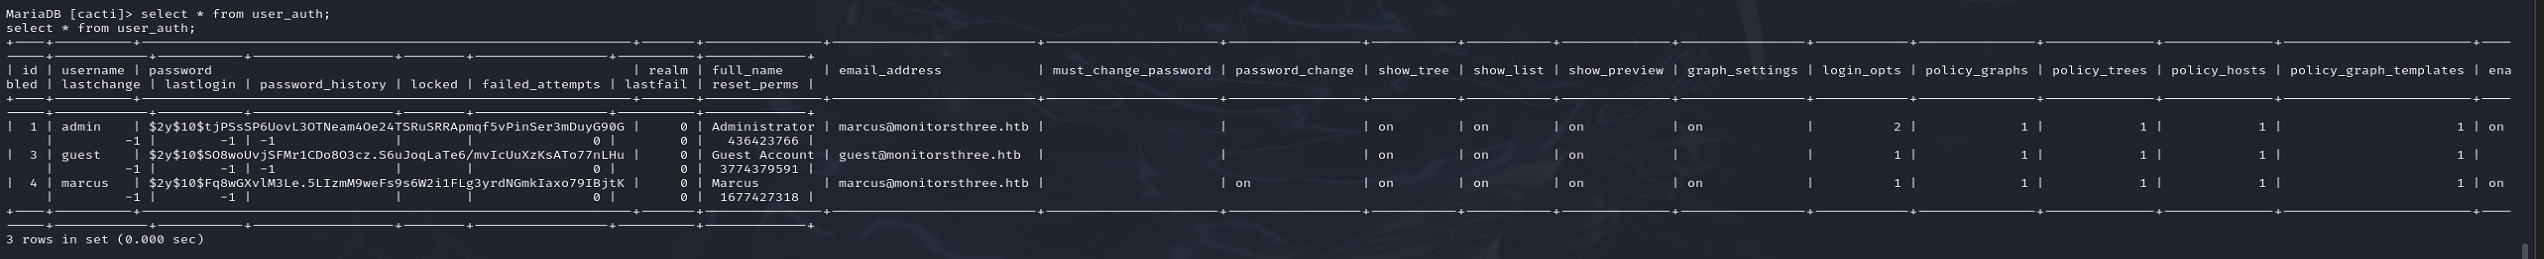 MariaDB [cacti]> select * from user_auth;
select * from user_auth;
| id | username | password | realm | full_name | email_address | must_change_password | password_change | show_tree | show_list | show_preview | graph_settings | login_opts | policy_graphs | policy_trees | policy_hosts | policy_graph_templates | ena
bled | lastchange | lastlogin | password_history | locked | failed_attempts | lastfail | reset_perms |
| 1 | admin | $2y$10$tjPSsSP6UovL3OTNeam4Oe24TSRuSRRApmqf5vPinSer3mDuyG90G | 0 | Administrator | marcus@monitorsthree.htb | | | on | on | on | on | 2 | 1 | 1 | 1 | 1 | on
| -1 | -1 | -1 | | 0 | 0 | 436423766 |
| 3 | guest | $2y$10$SO8woUvjSFMr1CDo8O3cz.S6uJoqLaTe6/mvIcUuXzKsATo77nLHu | 0 | Guest Account | guest@monitorsthree.htb | | | on | on | on | | 1 | 1 | 1 | 1 | 1 |
| -1 | -1 | -1 | | 0 | 0 | 3774379591 |
| 4 | marcus | $2y$10$Fq8wGXvlM3Le.5LIzmM9weFs9s6W2i1FLg3yrdNGmkIaxo79IBjtK | 0 | Marcus | marcus@monitorsthree.htb | | on | on | on | on | on | 1 | 1 | 1 | 1 | 1 | on
| -1 | -1 | | | 0 | 0 | 1677427318 |
3 rows in set (0.000 sec)